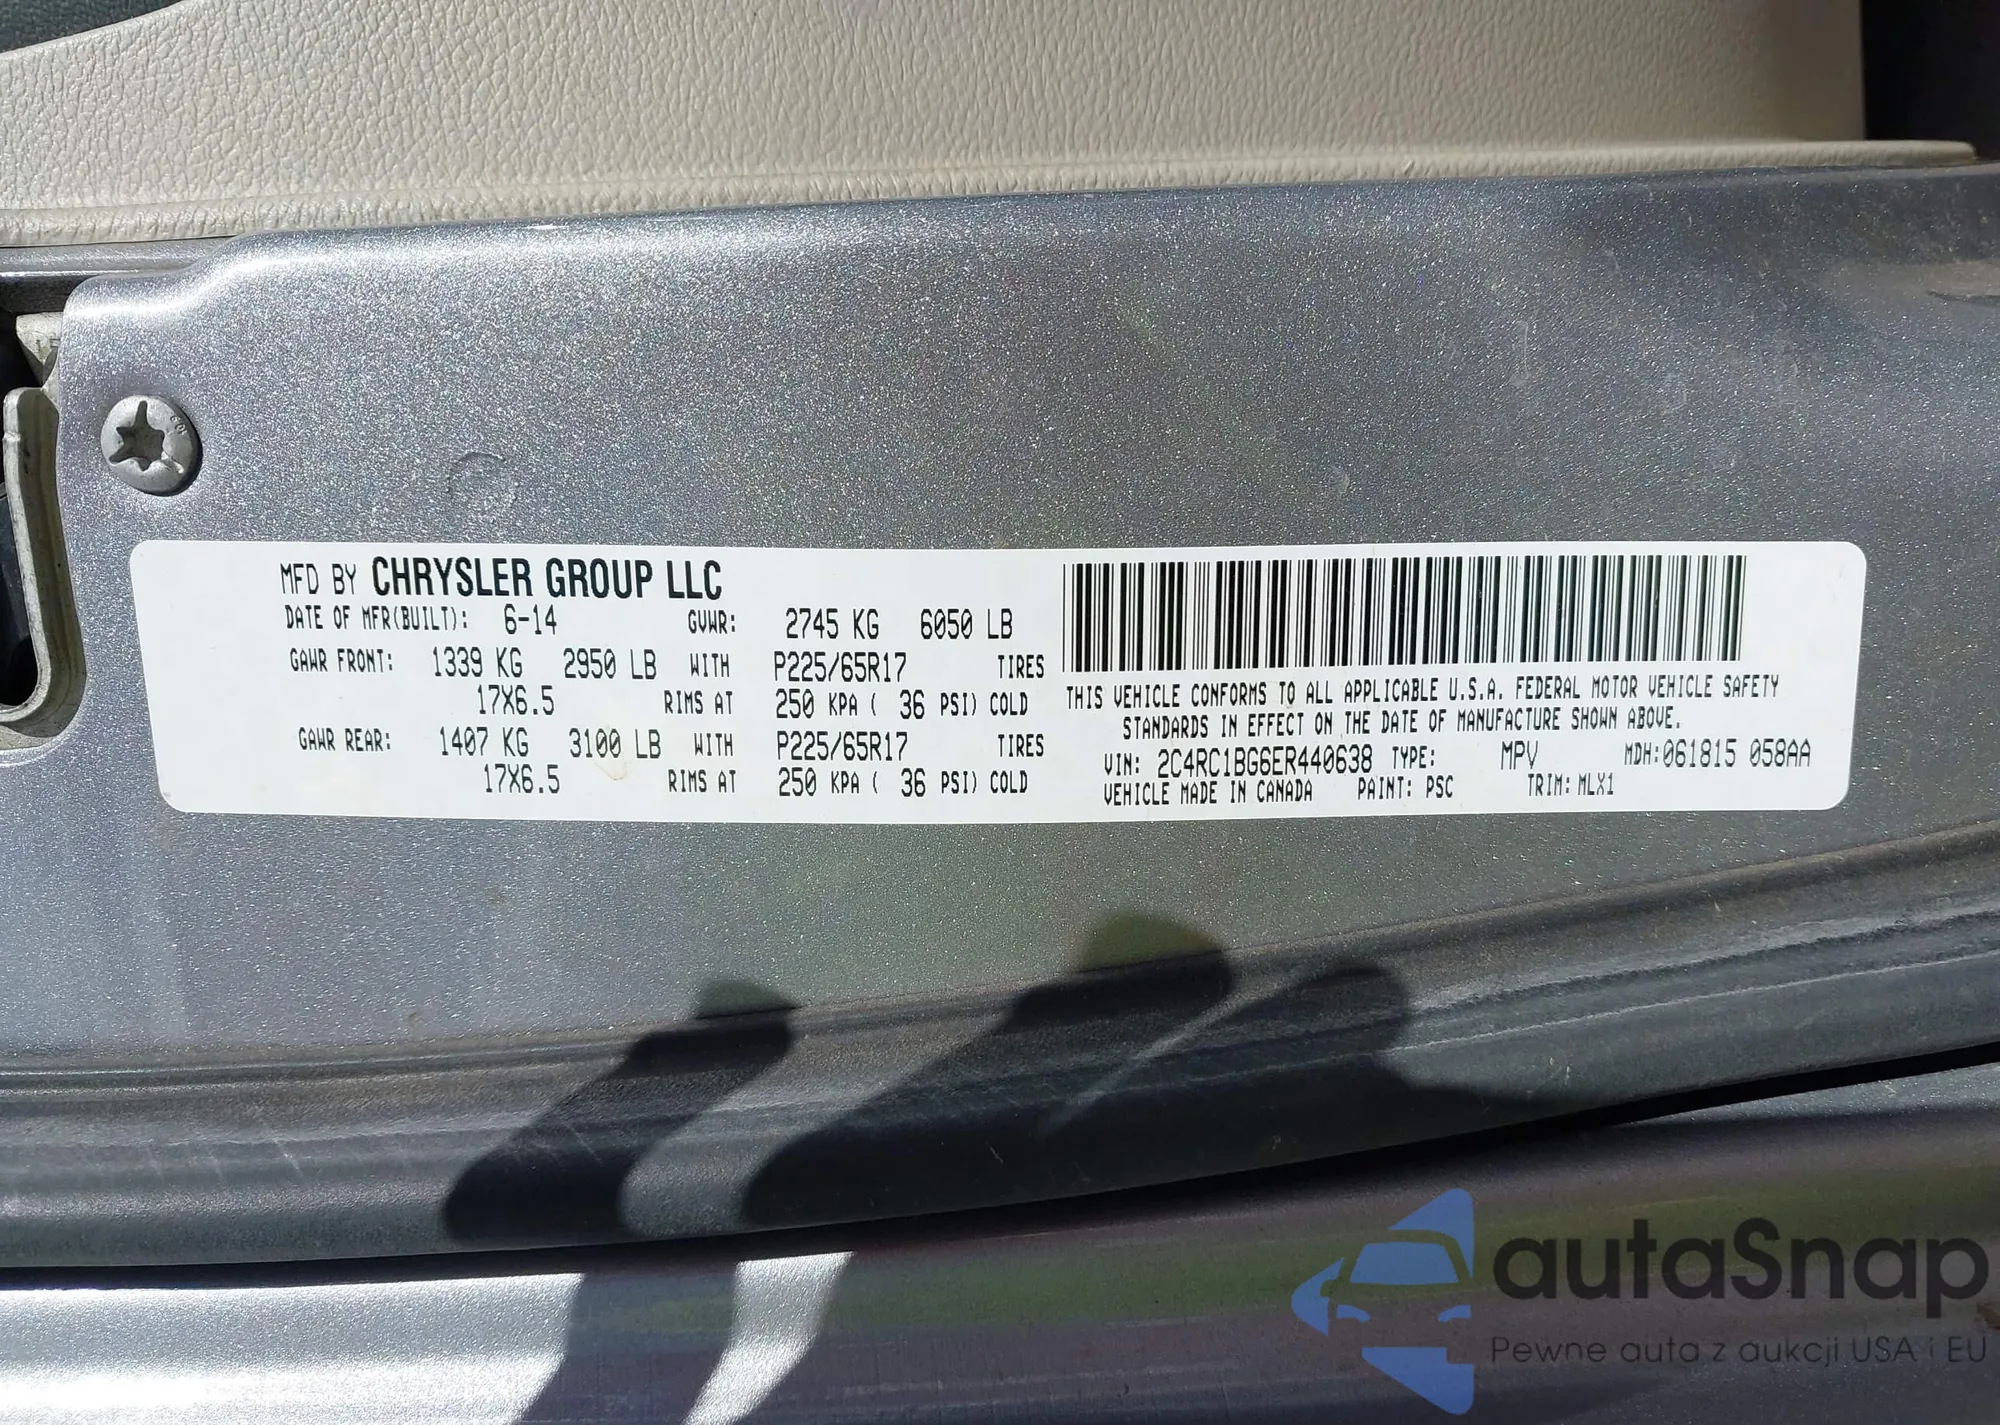 MFD BY CHRYSLER GROUP LLC
DATE OF MFR(BUILT): 6-14 GVWR: 2745 KG 6050 LB
GAWR FRONT: 1339 KG 2950 LB WITH P225/65R17 TIRES
17X6.5 RIMS AT 250 KPA ( 36 PSI) COLD
GAWR REAR: 1407 KG 3100 LB WITH P225/65R17 TIRES
17X6.5 RIMS AT 250 KPA ( 36 PSI) COLD
THIS VEHICLE CONFORMS TO ALL APPLICABLE U.S.A. FEDERAL MOTOR VEHICLE SAFETY
STANDARDS IN EFFECT ON THE DATE OF MANUFACTURE SHOWN ABOVE.
VIN: 2C4RC1BG6ER440638 TYPE: MPV MDH:061815 058AA
VEHICLE MADE IN CANADA PAINT: PSC TRIM: MLX1
autaSnap
Pewne auta z aukcji USA i EU